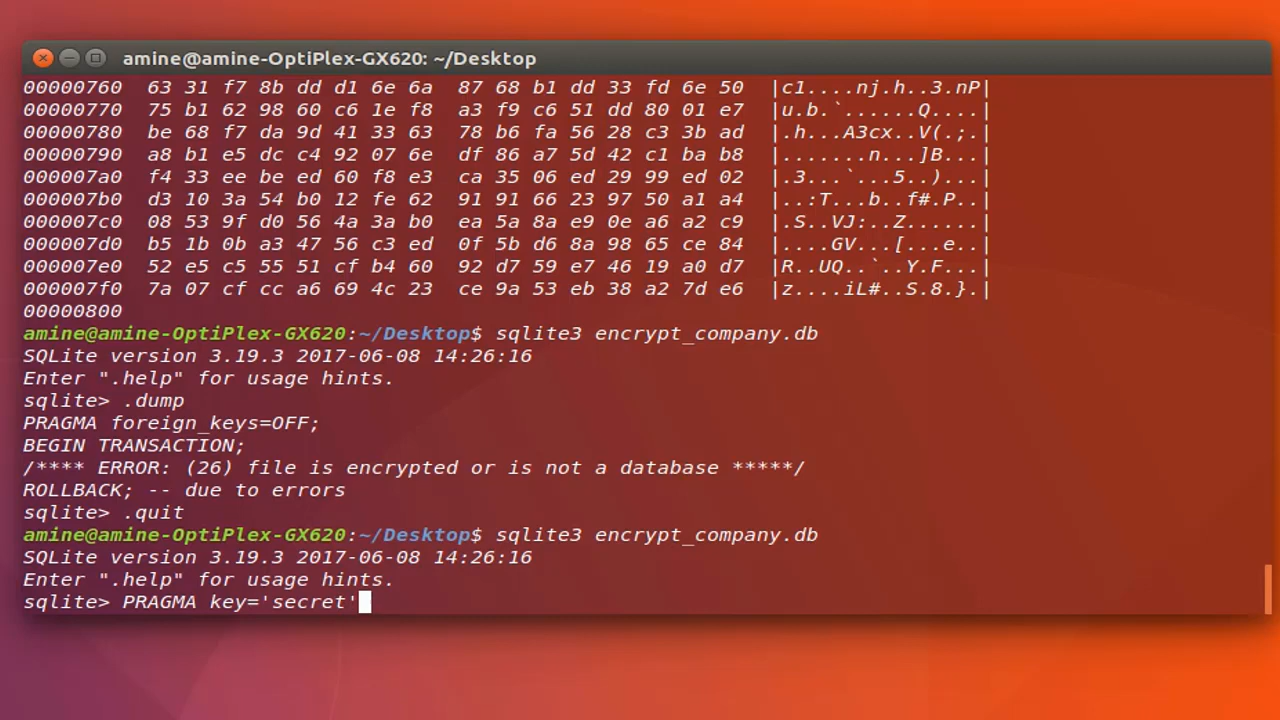 amine@amine-OptiPlex-GX620: ~/Desktop
00000760  63 31 f7 8b dd d1 6e 6a  87 68 b1 dd 33 fd 6e 50  |c1....nj.h..3.nP|
00000770  75 b1 62 98 60 c6 1e f8  a3 f9 c6 51 dd 80 01 e7  |u.b.`......Q....|
00000780  be 68 f7 da 9d 41 33 63  78 b6 fa 56 28 c3 3b ad  |.h...A3cx..V(.;.|
00000790  a8 b1 e5 dc c4 92 07 6e  df 86 a7 5d 42 c1 ba b8  |.......n...]B...|
000007a0  f4 33 ee be ed 60 f8 e3  ca 35 06 ed 29 99 ed 02  |.3...`...5..)...|
000007b0  d3 10 3a 54 b0 12 fe 62  91 91 66 23 97 50 a1 a4  |..:T...b..f#.P..|
000007c0  08 53 9f d0 56 4a 3a b0  ea 5a 8a e9 0e a6 a2 c9  |.S..VJ:..Z......|
000007d0  b5 1b 0b a3 47 56 c3 ed  0f 5b d6 8a 98 65 ce 84  |....GV...[...e..|
000007e0  52 e5 c5 55 51 cf b4 60  92 d7 59 e7 46 19 a0 d7  |R..UQ..`..Y.F...|
000007f0  7a 07 cf cc a6 69 4c 23  ce 9a 53 eb 38 a2 7d e6  |z....iL#..S.8.}.|
00000800
amine@amine-OptiPlex-GX620:~/Desktop$ sqlite3 encrypt_company.db
SQLite version 3.19.3 2017-06-08 14:26:16
Enter ".help" for usage hints.
sqlite> .dump
PRAGMA foreign_keys=OFF;
BEGIN TRANSACTION;
/**** ERROR: (26) file is encrypted or is not a database *****/
ROLLBACK; -- due to errors
sqlite> .quit
amine@amine-OptiPlex-GX620:~/Desktop$ sqlite3 encrypt_company.db
SQLite version 3.19.3 2017-06-08 14:26:16
Enter ".help" for usage hints.
sqlite> PRAGMA key='secret'